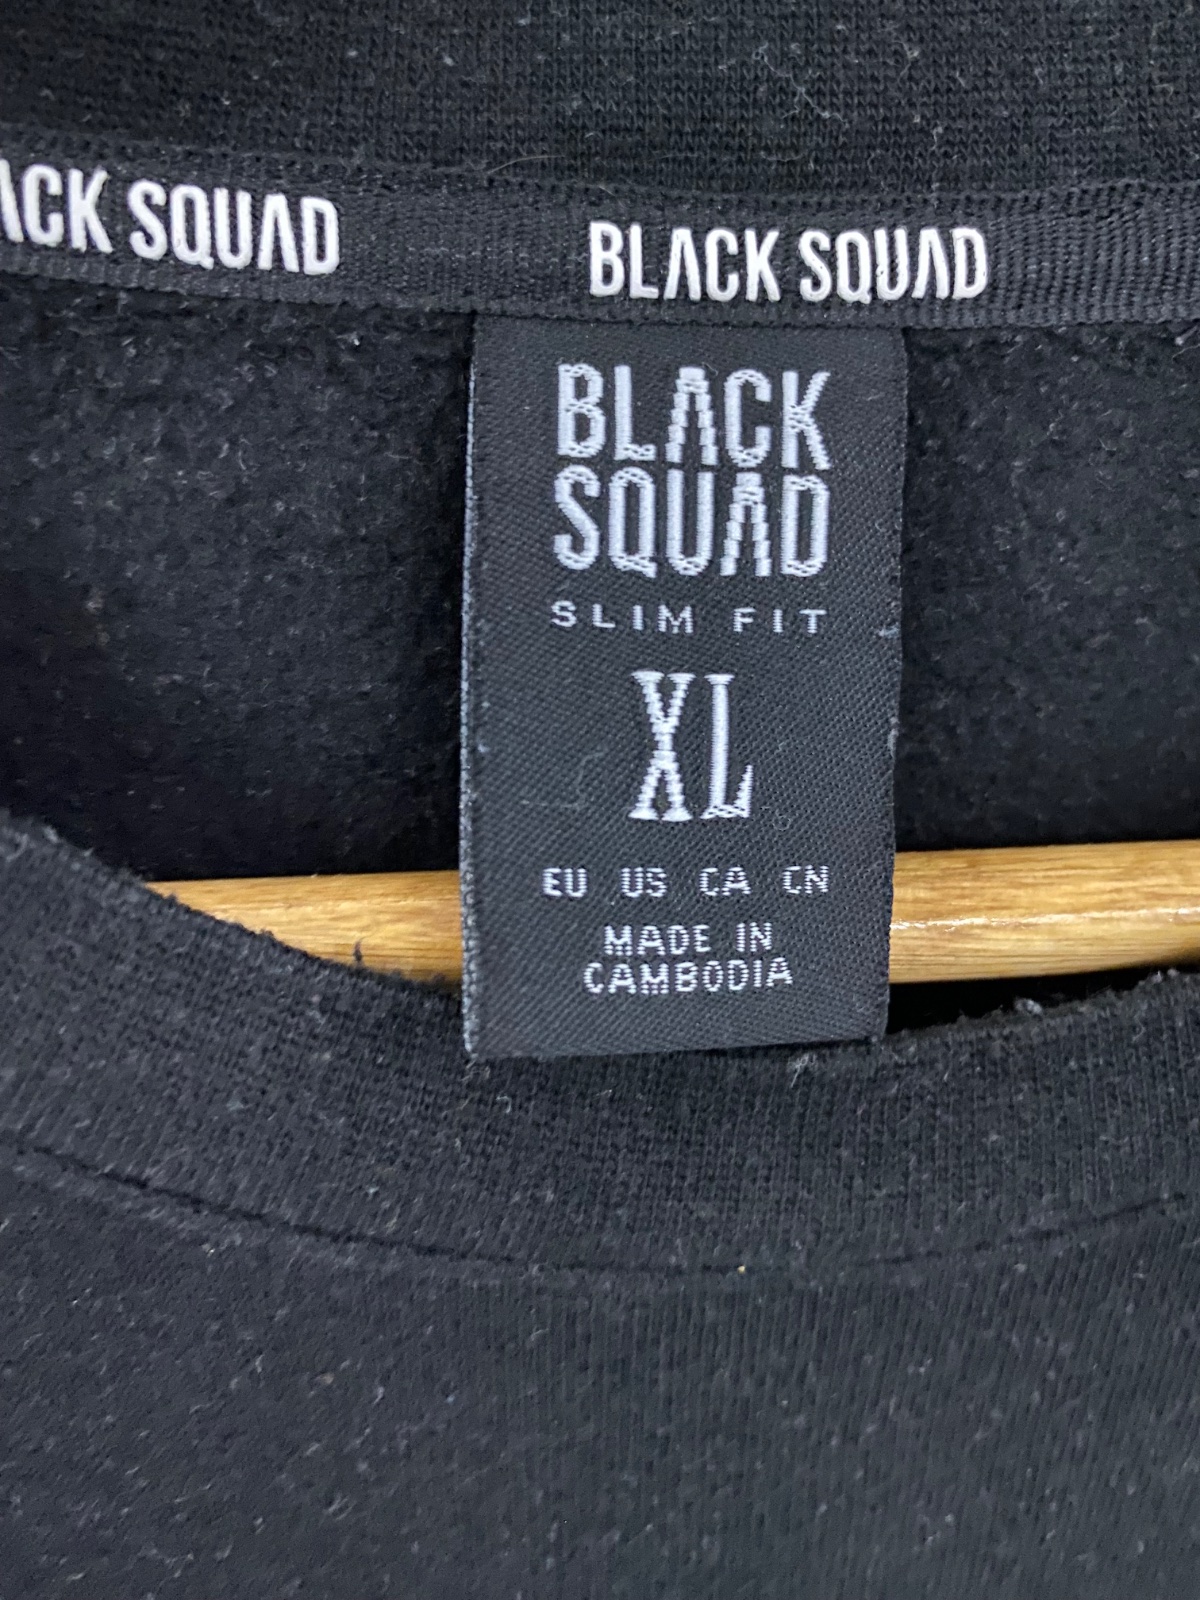 ACK SQUAD
BLACK SQUAD
BLACK
SQUAD
SLIM FIT
XL
EU US CA CN
MADE IN
CAMBODIA